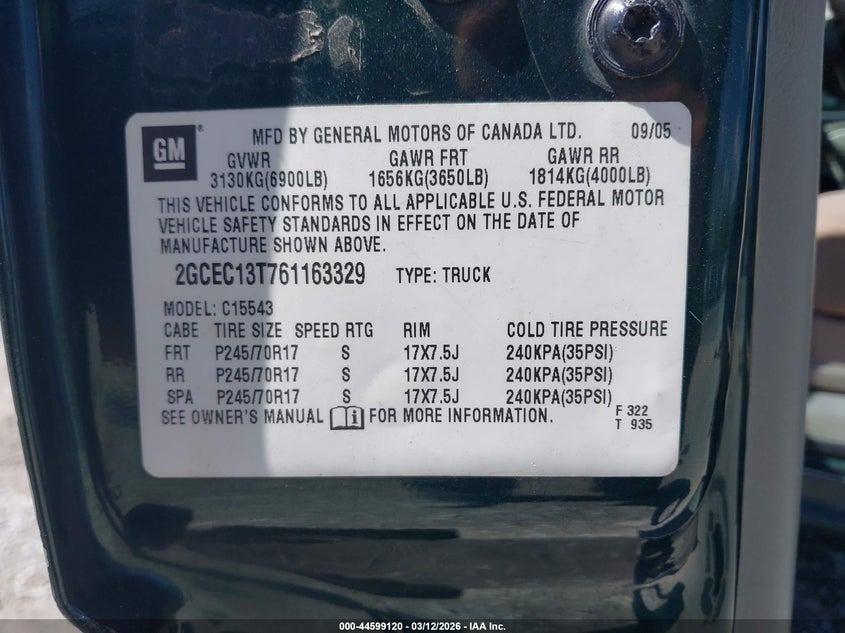 GM® MFD BY GENERAL MOTORS OF CANADA LTD. 09/05
GVWR GAWR FRT GAWR RR
3130KG(6900LB) 1656KG(3650LB) 1814KG(4000LB)
THIS VEHICLE CONFORMS TO ALL APPLICABLE U.S. FEDERAL MOTOR
VEHICLE SAFETY STANDARDS IN EFFECT ON THE DATE OF
MANUFACTURE SHOWN ABOVE.
2GCEC13T761163329 TYPE: TRUCK
MODEL: C15543
CABE TIRE SIZE SPEED RTG RIM COLD TIRE PRESSURE
FRT P245/70R17 S 17X7.5J 240KPA(35PSI)
RR P245/70R17 S 17X7.5J 240KPA(35PSI)
SPA P245/70R17 S 17X7.5J 240KPA(35PSI)
SEE OWNER'S MANUAL i FOR MORE INFORMATION. F 322
T 935
000-44599120 - 03/12/2026 - IAA Inc.